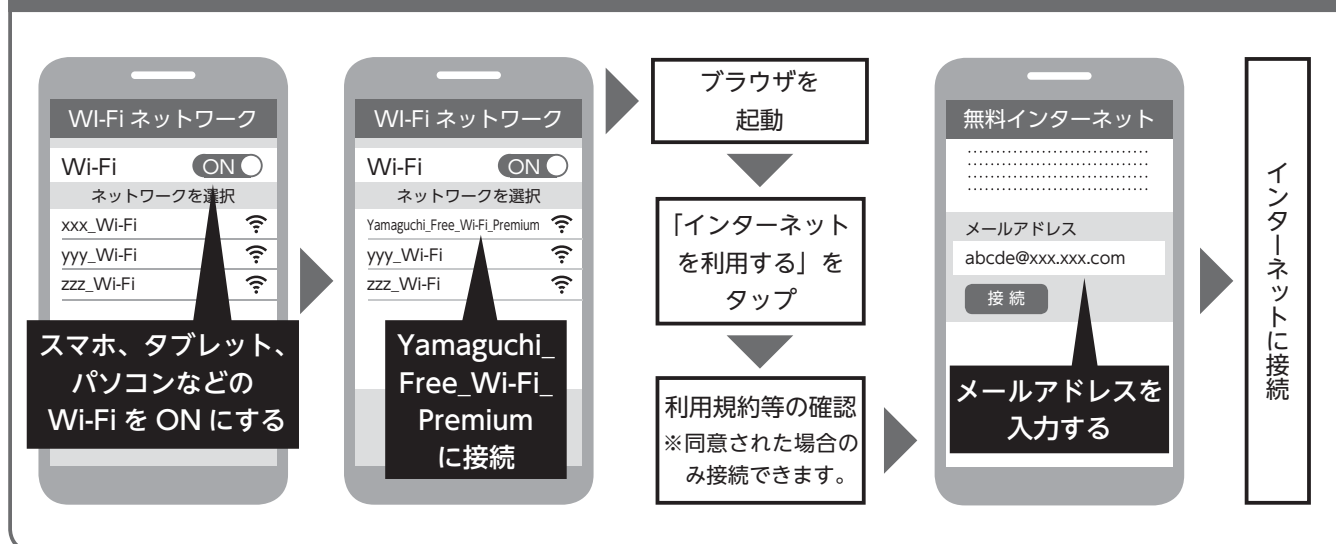 WI-Fi ネットワーク
Wi-Fi ON
ネットワークを選択
xxx_Wi-Fi
yyy_Wi-Fi
zzz_Wi-Fi
スマホ、タブレット、
パソコンなどの
Wi-Fi を ON にする
WI-Fi ネットワーク
Wi-Fi ON
ネットワークを選択
Yamaguchi_Free_Wi-Fi_Premium
yyy_Wi-Fi
zzz_Wi-Fi
Yamaguchi_
Free_Wi-Fi_
Premium
に接続
ブラウザを
起動
「インターネット
を利用する」を
タップ
利用規約等の確認
※同意された場合の
み接続できます。
無料インターネット
メールアドレス
abcde@xxx.xxx.com
接 続
メールアドレスを
入力する
インターネットに接続